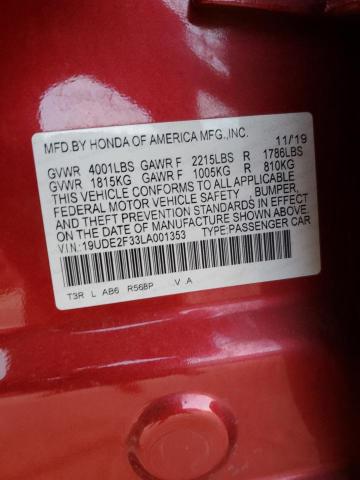 MFD.BY HONDA OF AMERICA MFG.,INC. 11/19
GVWR 4001LBS GAWR F 2215LBS R 1786LBS
GVWR 1815KG GAWR F 1005KG R 810KG
THIS VEHICLE CONFORMS TO ALL APPLICABLE
FEDERAL MOTOR VEHICLE SAFETY , BUMPER,
AND THEFT PREVENTION STANDARDS IN EFFECT
ON THE DATE OF MANUFACTURE SHOWN ABOVE.
V.I.N.:19UDE2F33LA001353 TYPE:PASSENGER CAR
T3R L AB6 R568P .V .A